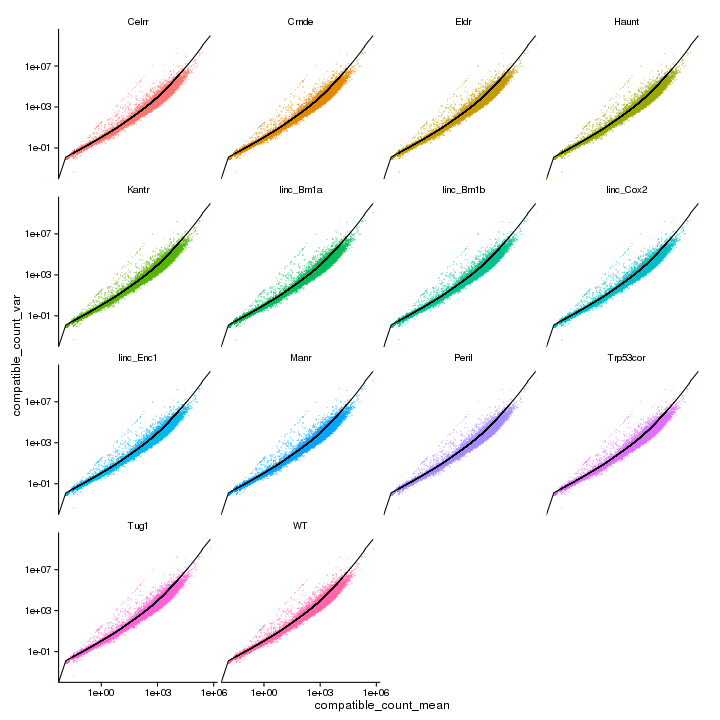 Celrr Crnde Eldr Haunt
1e+07
1e+03
1e-01
Kantr linc_Brn1a linc_Brn1b linc_Cox2
1e+07
1e+03
1e-01
compatible_count_var
linc_Enc1 Manr Peril Trp53cor
1e+07
1e+03
1e-01
Tug1 WT
1e+07
1e+03
1e-01
1e+00 1e+03 1e+06 1e+00 1e+03 1e+06
compatible_count_mean